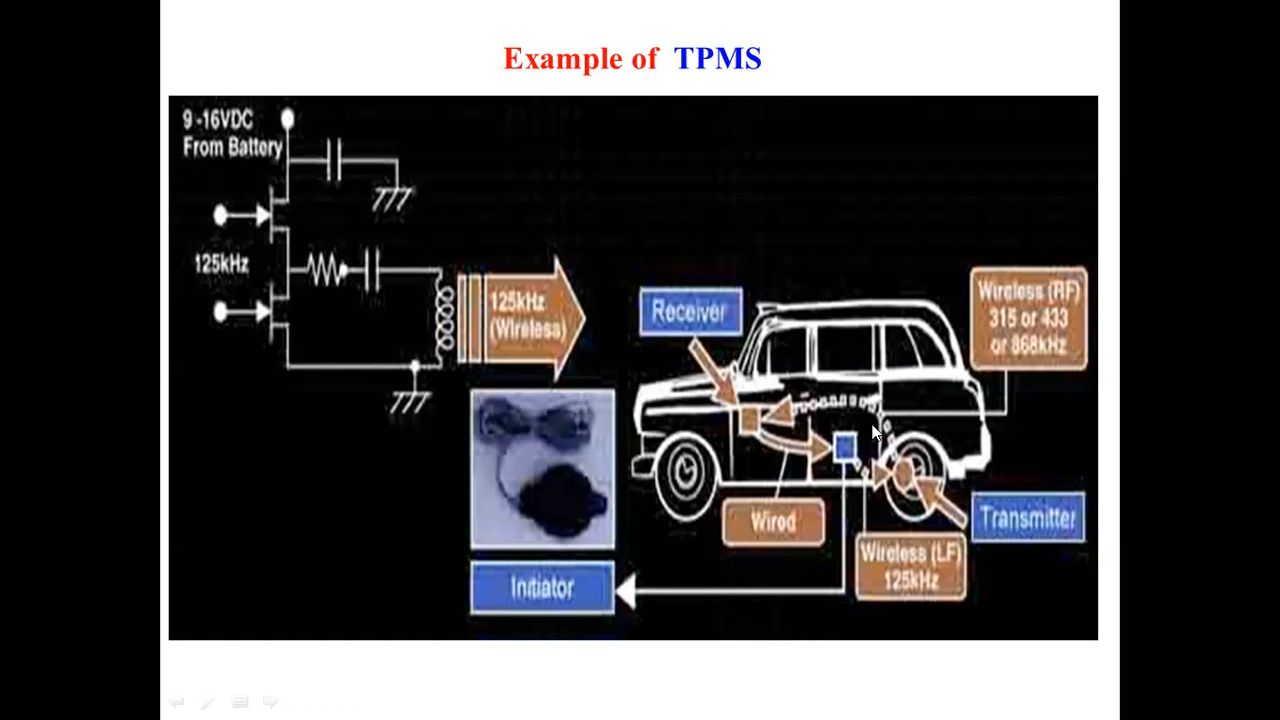 Example of TPMS
9 -16VDC
From Battery
125kHz
125kHz
(Wireless)
Receiver
Wireless (RF)
315 or 433
or 868kHz
Wired
Transmitter
Wireless (LF)
125kHz
Initiator